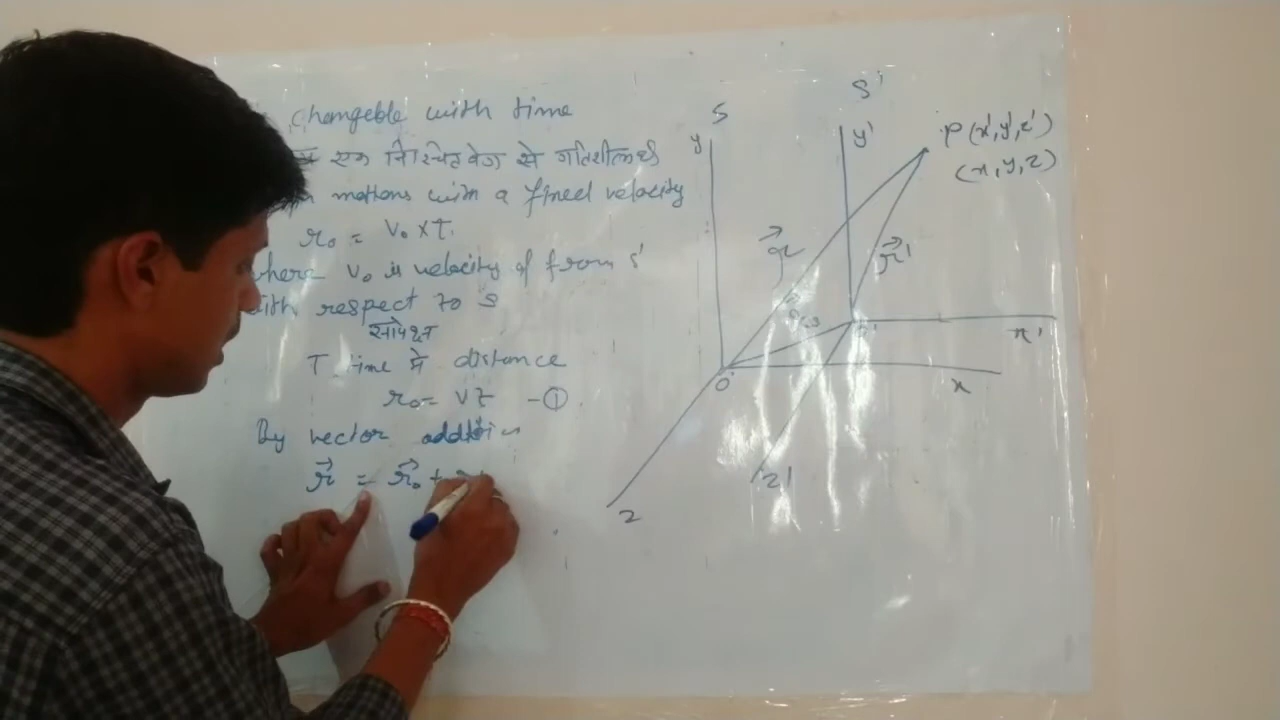 changeble with time
एक निश्चित वेग से गतिशील है
motions with a fixed velocity
r₀ = V₀ × T.
where V₀ is velocity of from s'
with respect to s
सापेक्ष
T time मे distance
r₀ = Vt - ①.
By vector addition
r⃗ = r⃗₀ +
S
S'
y
y'
P(x',y',z')
(x,y,z)
r⃗
r⃗'
O
O'
x'
x
z'
z